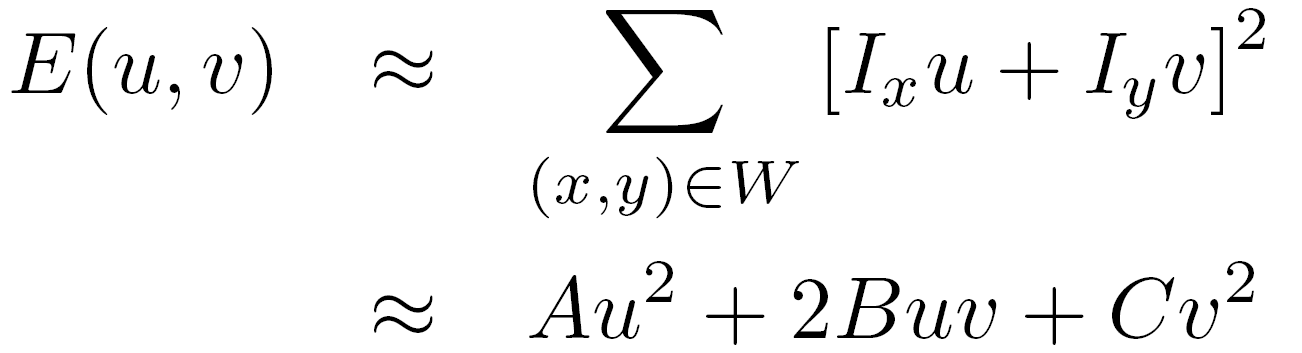 E(u, v) ≈ ∑_{(x,y)∈W} [I_x u + I_y v]^2
≈ Au^2 + 2Buv + Cv^2